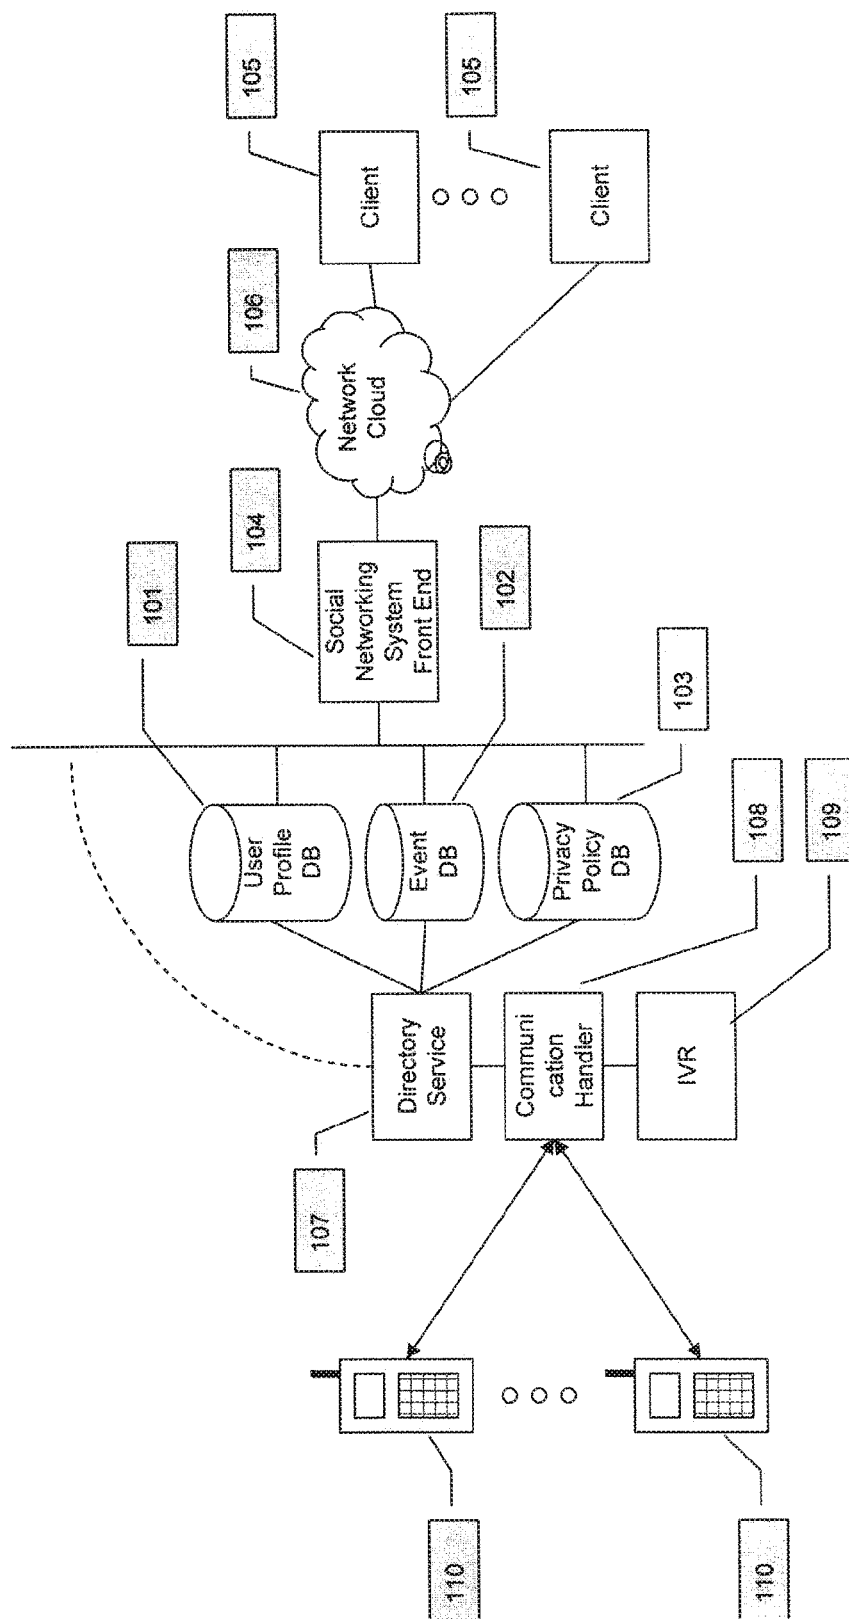 101
104
106
105
107
User
Profile
DB
Social
Networking
System
Front End
Network
Cloud
Client
Directory
Service
Event
DB
102
105
110
Communi
cation
Handler
Privacy
Policy
DB
Client
IVR
103
110
108
109